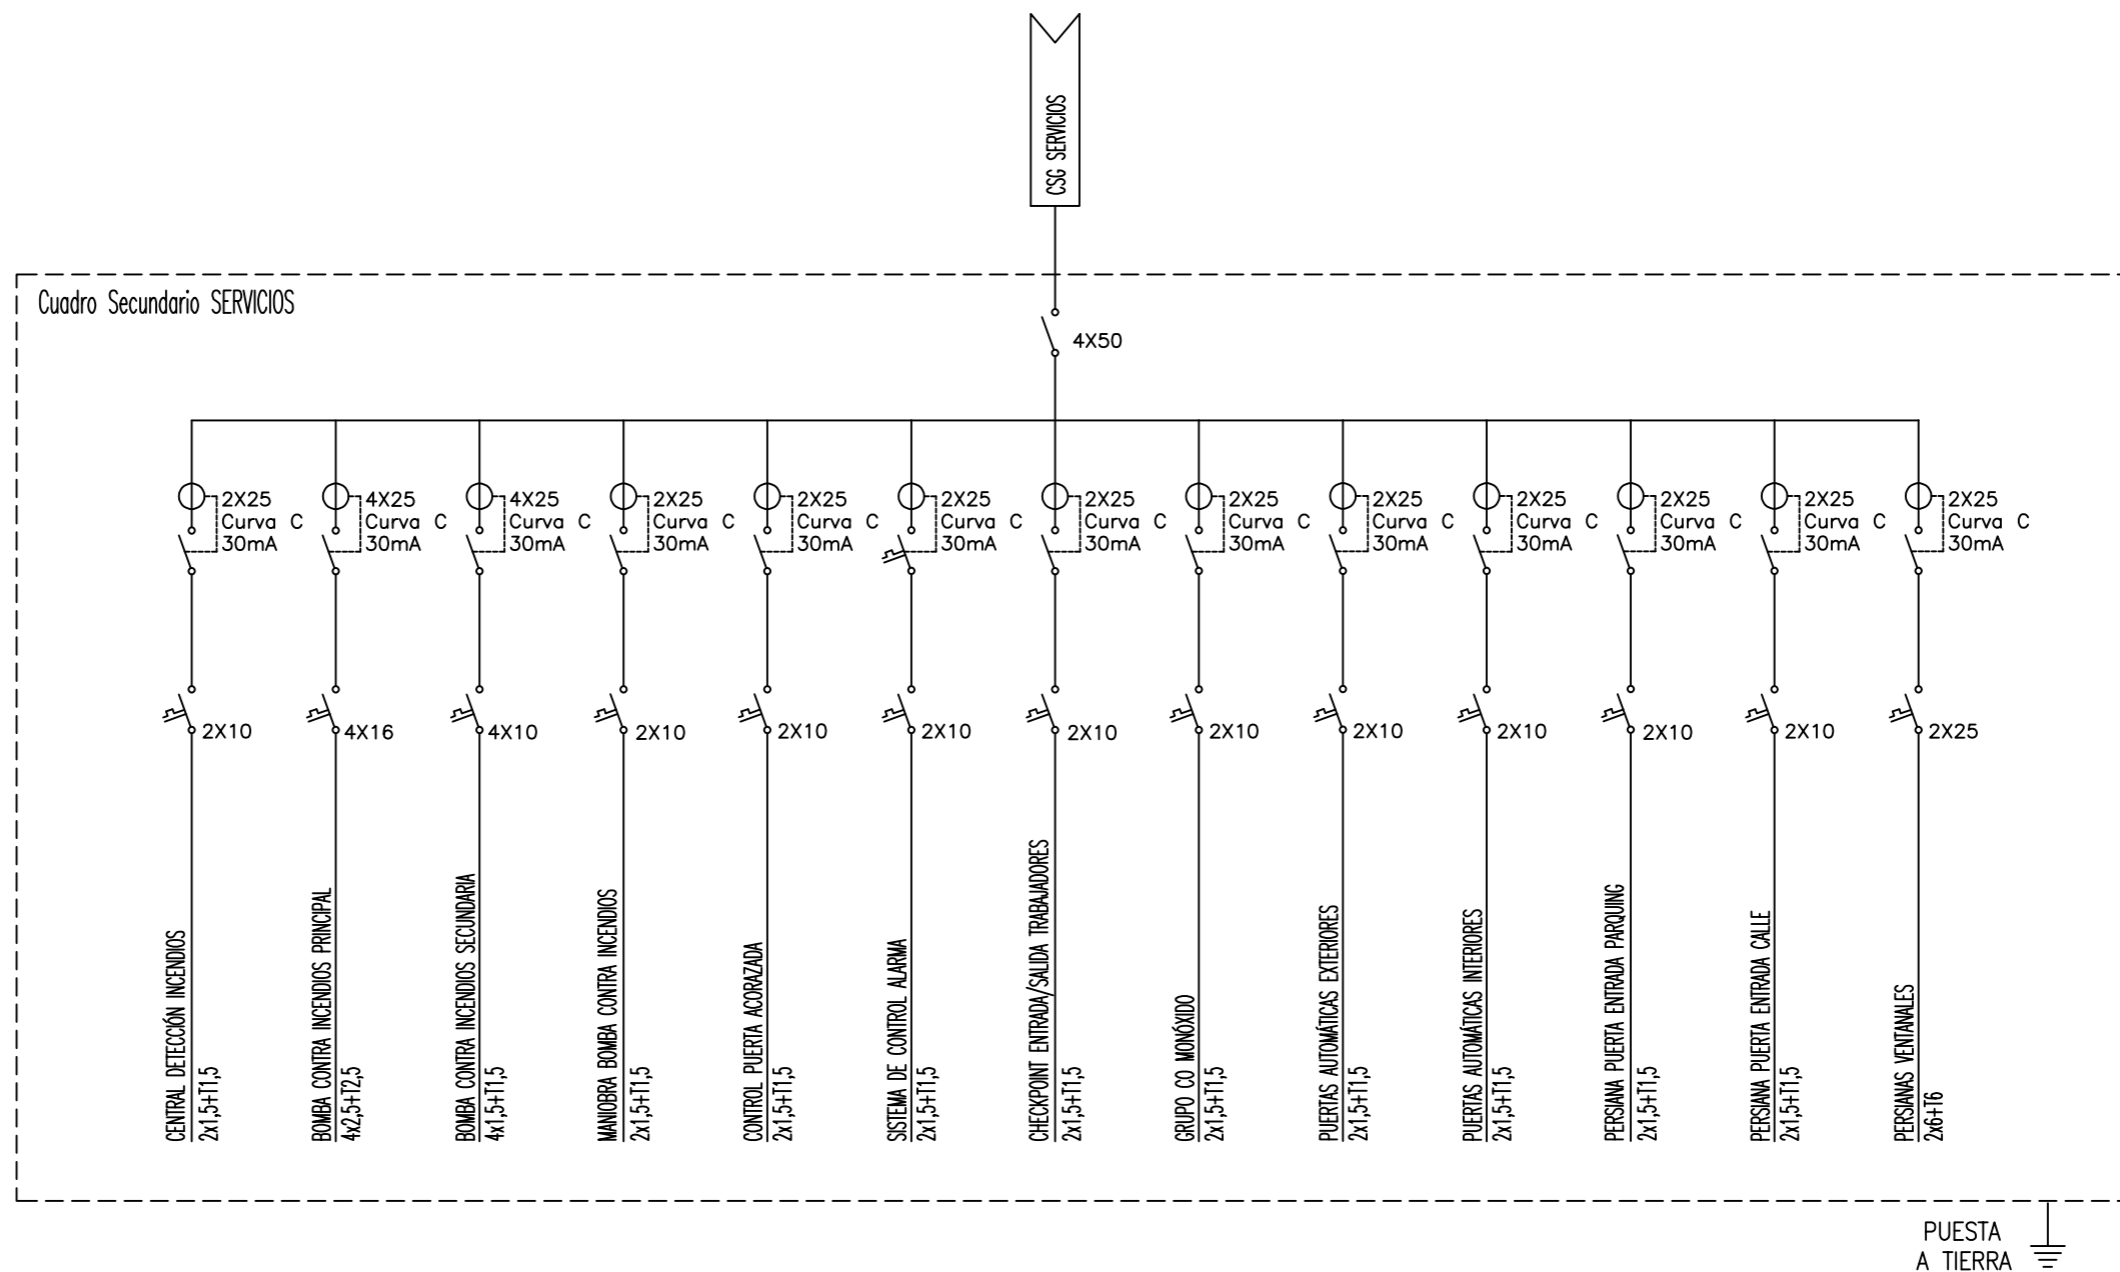 CSG SERVICIOS
Cuadro Secundario SERVICIOS
4X50
2X25
Curva C
30mA
4X25
Curva C
30mA
4X25
Curva C
30mA
2X25
Curva C
30mA
2X25
Curva C
30mA
2X25
Curva C
30mA
2X25
Curva C
30mA
2X25
Curva C
30mA
2X25
Curva C
30mA
2X25
Curva C
30mA
2X25
Curva C
30mA
2X25
Curva C
30mA
2X25
Curva C
30mA
2X10
4X16
4X10
2X10
2X10
2X10
2X10
2X10
2X10
2X10
2X10
2X10
2X25
CENTRAL DETECCIÓN INCENDIOS
2x1,5+T1,5
BOMBA CONTRA INCENDIOS PRINCIPAL
4x2,5+T2,5
BOMBA CONTRA INCENDIOS SECUNDARIA
4x1,5+T1,5
MANIOBRA BOMBA CONTRA INCENDIOS
2x1,5+T1,5
CONTROL PUERTA ACORAZADA
2x1,5+T1,5
SISTEMA DE CONTROL ALARMA
2x1,5+T1,5
CHECKPOINT ENTRADA/SALIDA TRABAJADORES
2x1,5+T1,5
GRUPO CO MONÓXIDO
2x1,5+T1,5
PUERTAS AUTOMÁTICAS EXTERIORES
2x1,5+T1,5
PUERTAS AUTOMÁTICAS INTERIORES
2x1,5+T1,5
PERSIANA PUERTA ENTRADA PARQUING
2x1,5+T1,5
PERSIANA PUERTA ENTRADA CALLE
2x1,5+T1,5
PERSIANAS VENTANALES
2x6+T6
PUESTA
A TIERRA